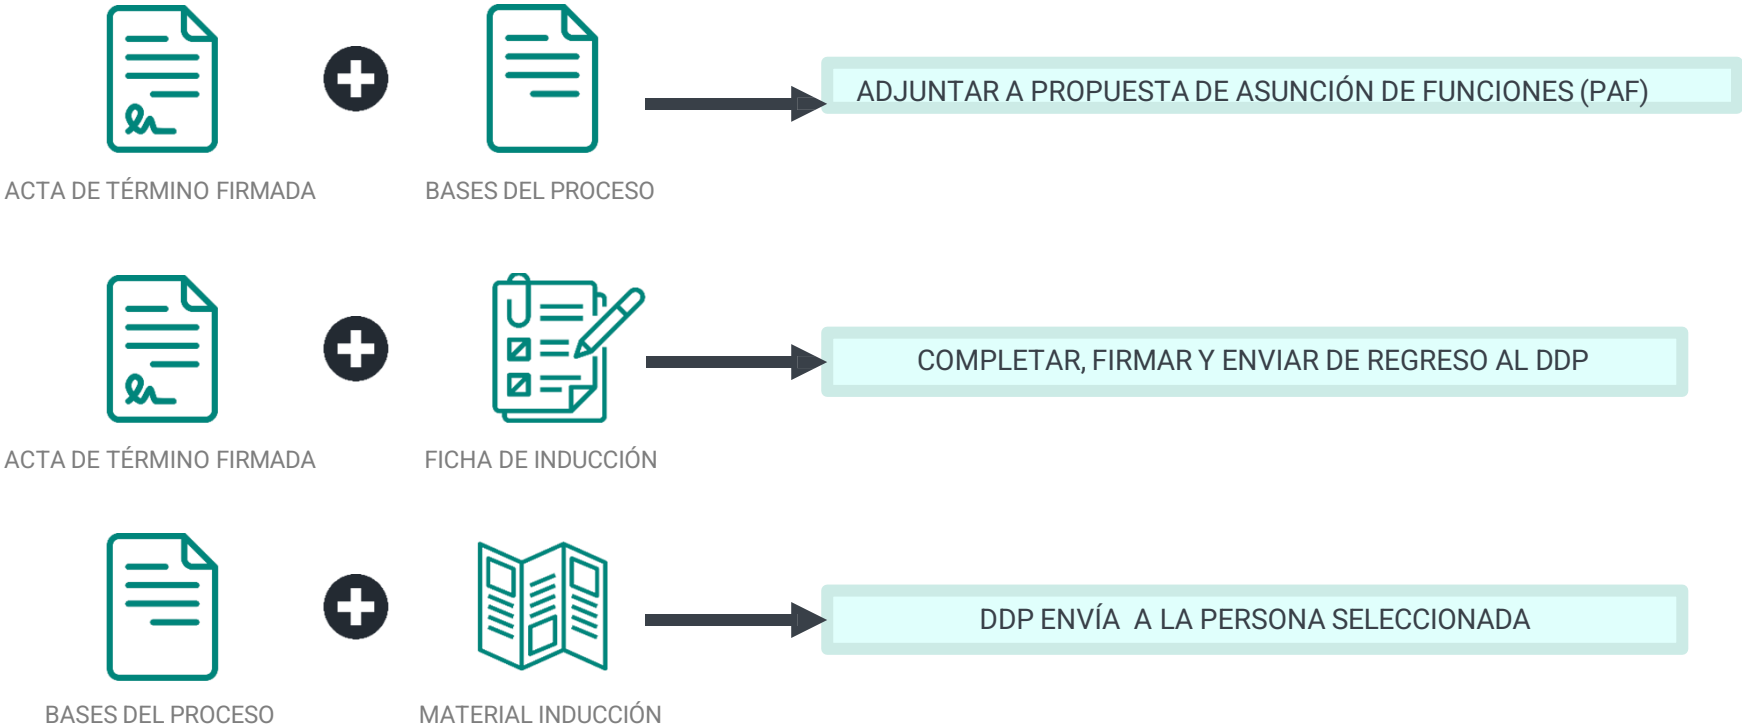 ADJUNTAR A PROPUESTA DE ASUNCIÓN DE FUNCIONES (PAF)
ACTA DE TÉRMINO FIRMADA
BASES DEL PROCESO
COMPLETAR, FIRMAR Y ENVIAR DE REGRESO AL DDP
ACTA DE TÉRMINO FIRMADA
FICHA DE INDUCCIÓN
DDP ENVÍA A LA PERSONA SELECCIONADA
BASES DEL PROCESO
MATERIAL INDUCCIÓN